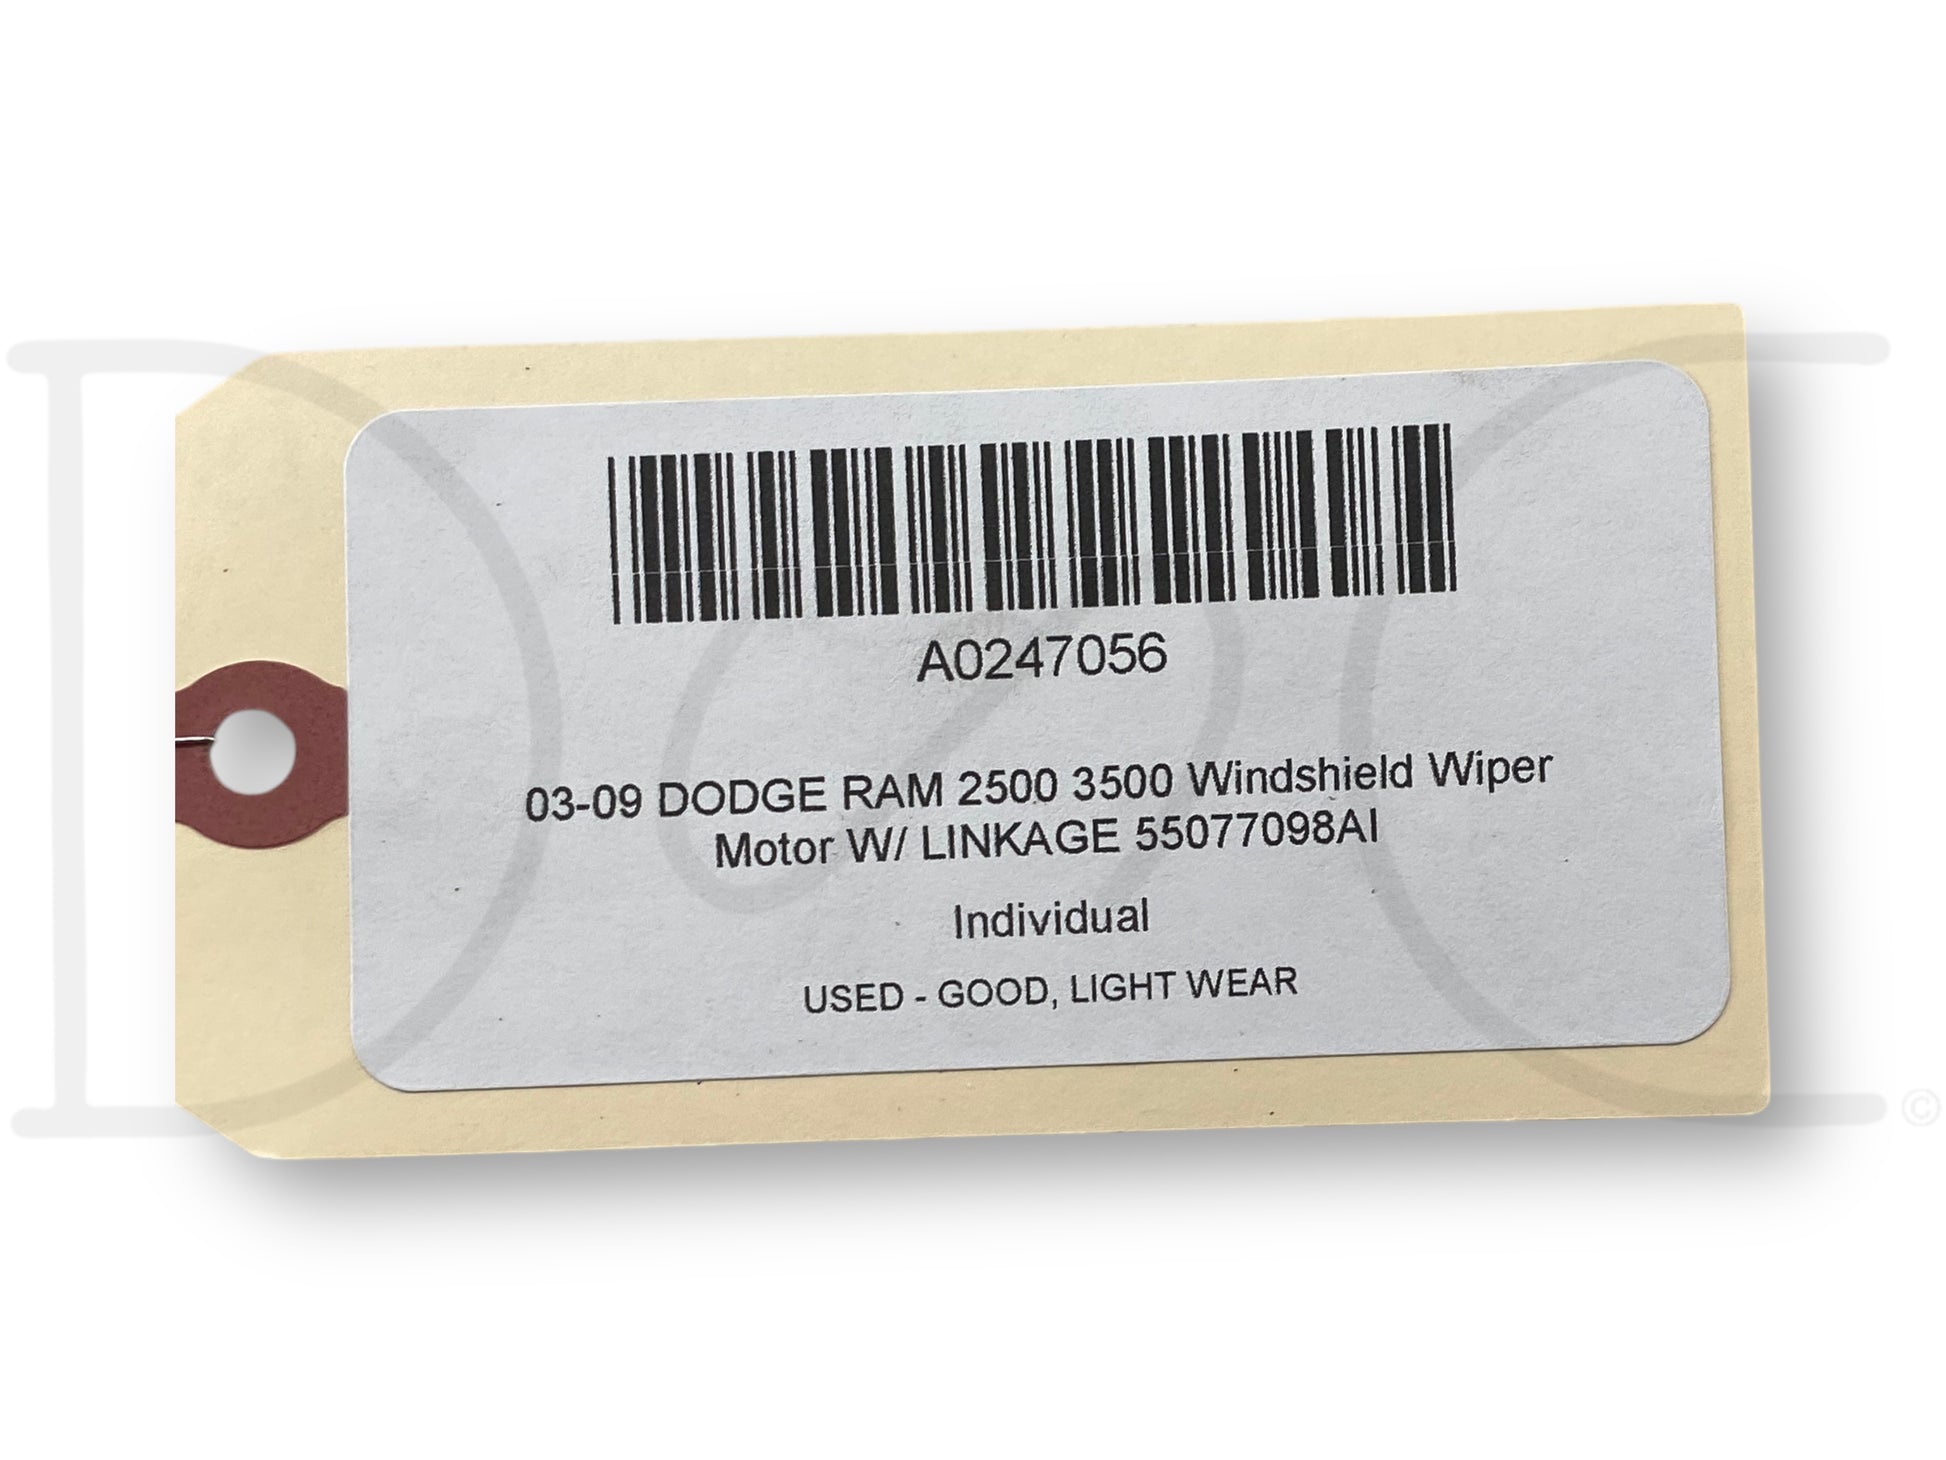 A0247056
03-09 DODGE RAM 2500 3500 Windshield Wiper
Motor W/ LINKAGE 55077098AI
Individual
USED - GOOD, LIGHT WEAR
©